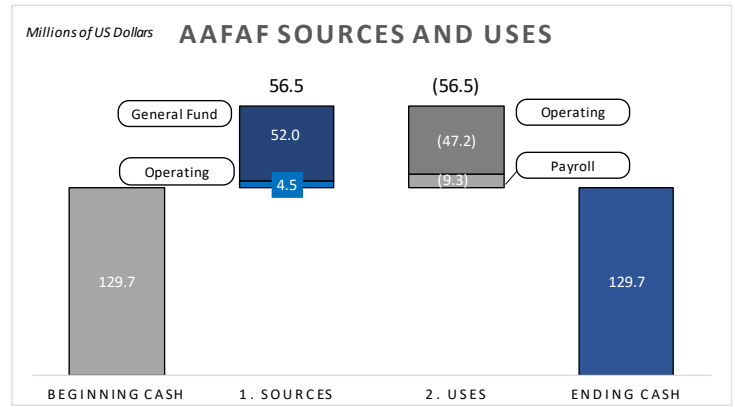 Millions of US Dollars
AAFAF SOURCES AND USES
56.5
(56.5)
General Fund
52.0
(47.2)
Operating
Operating
4.5
(9.3)
Payroll
129.7
129.7
BEGINNING CASH
1. SOURCES
2. USES
ENDING CASH